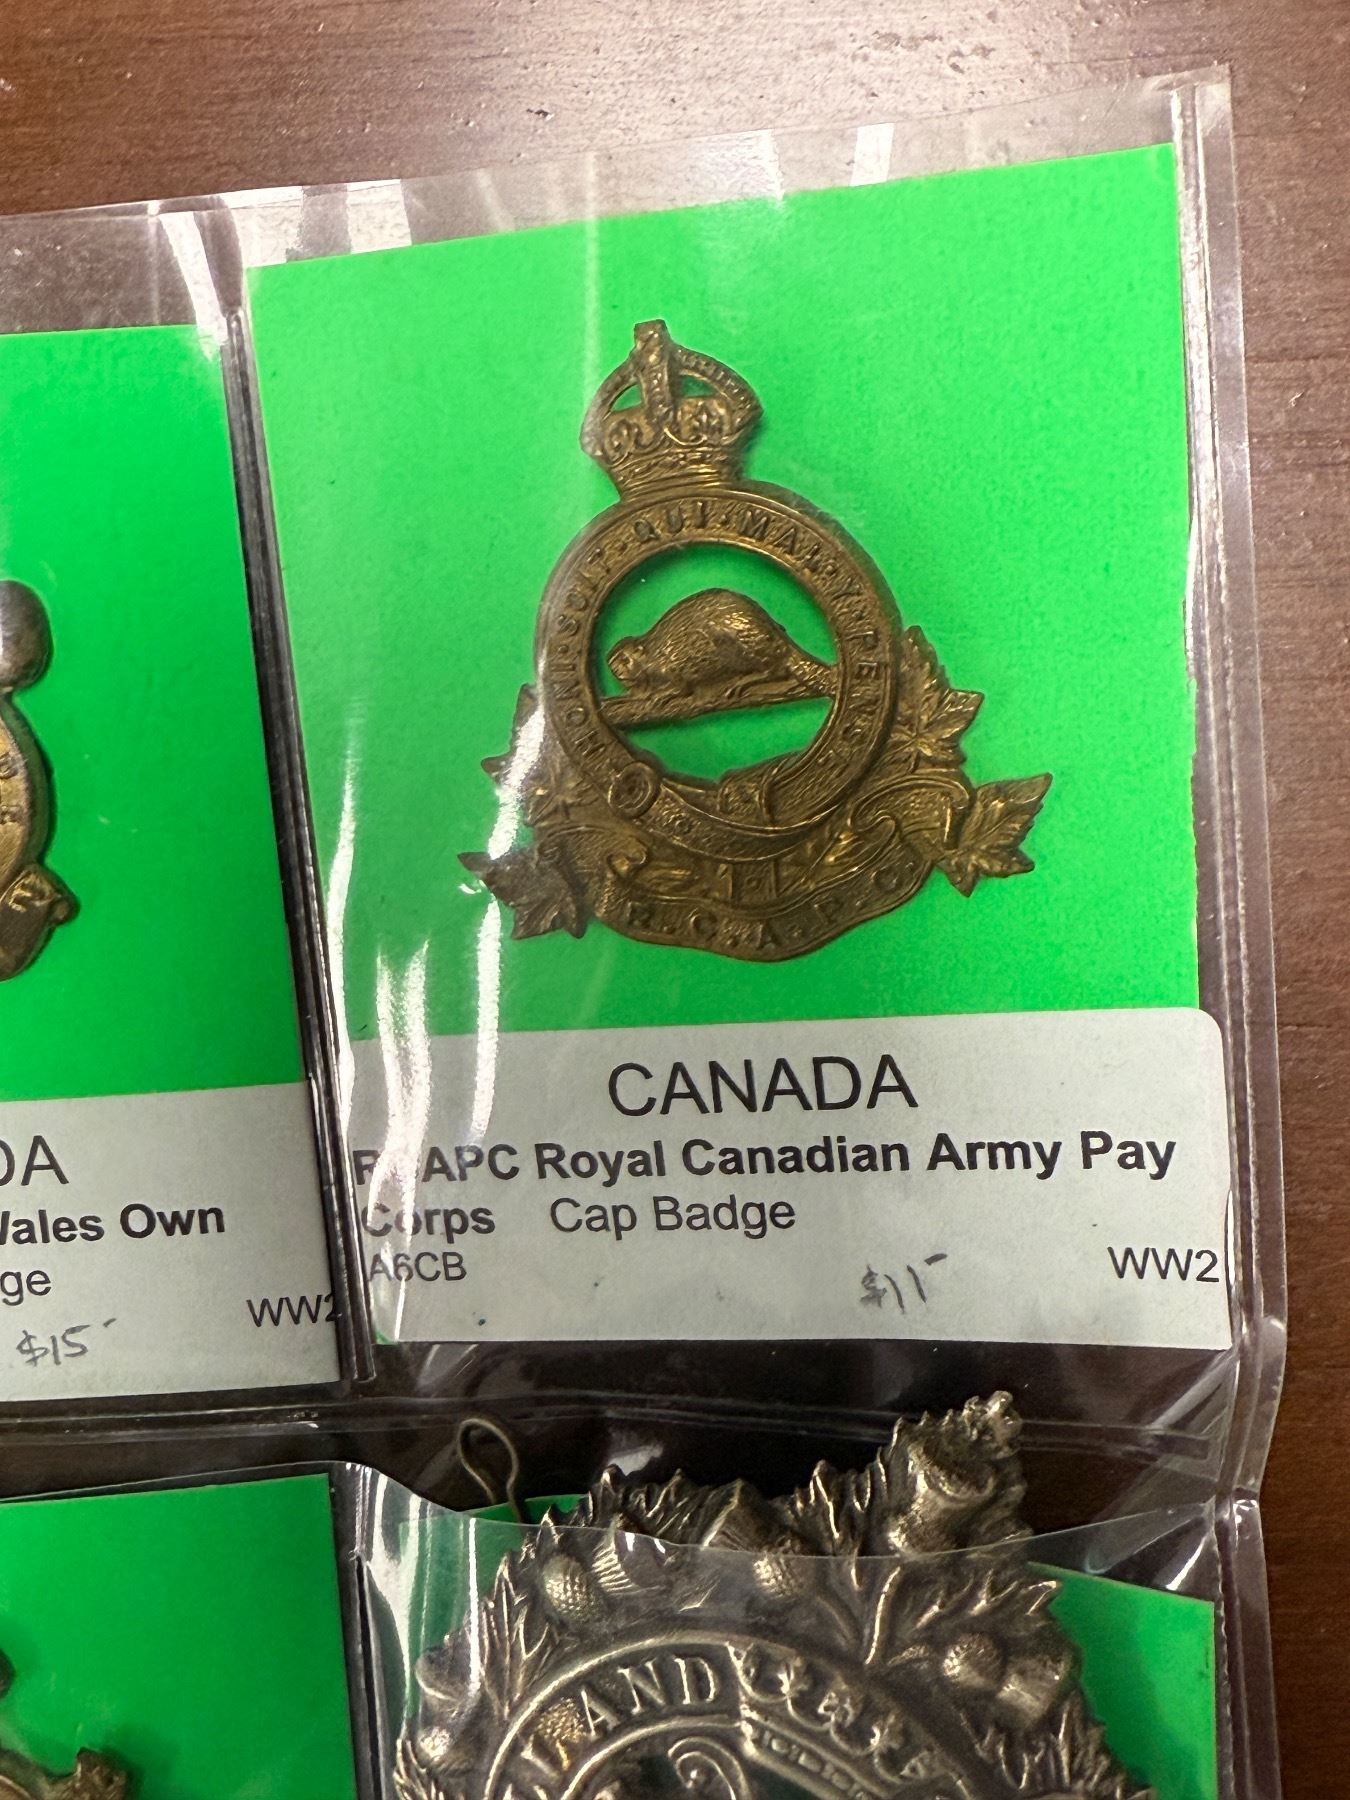 HONI·SOIT·QUI·MAL·Y·PENSE
R.C.A.P.C.
CANADA
APC Royal Canadian Army Pay
Corps Cap Badge
A6CB
$11-
WW2
DA
Wales Own
ge
WW2
$15-
AND